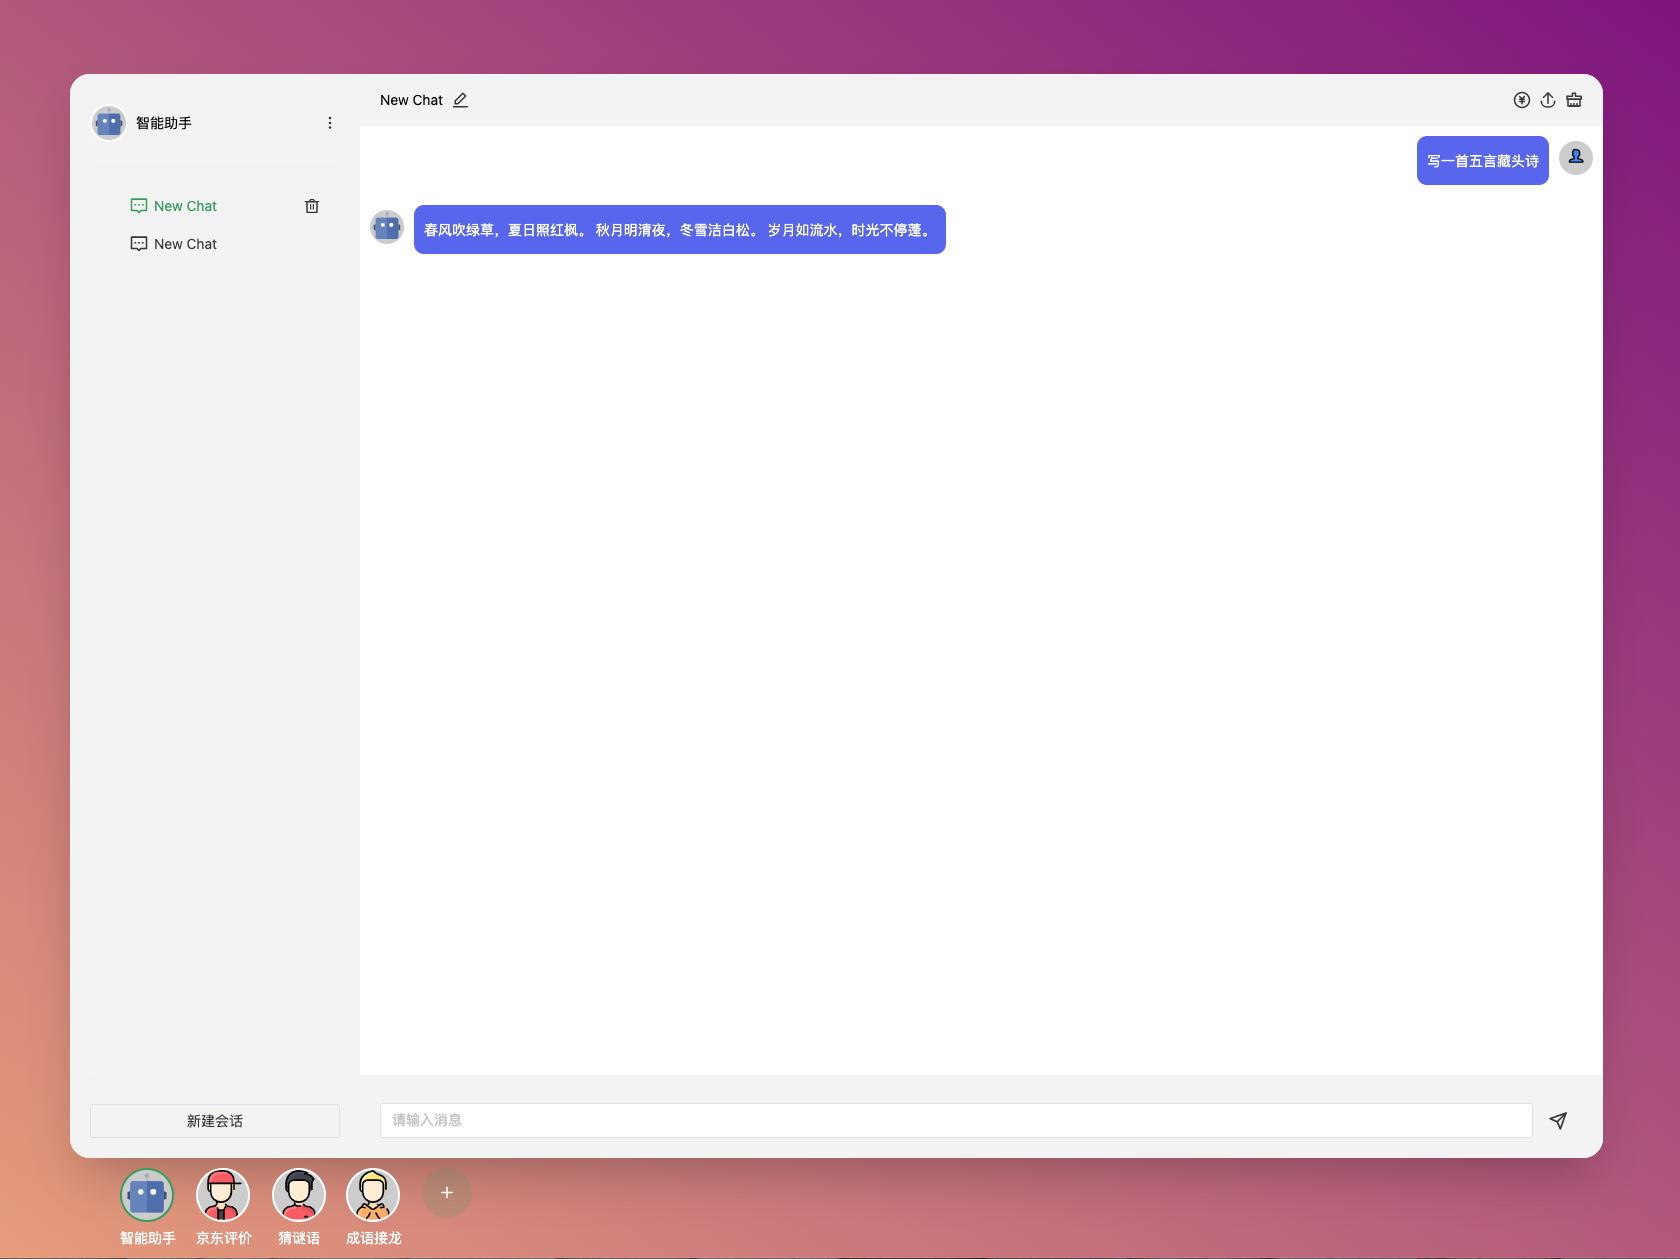 智能助手
New Chat
New Chat
New Chat
写一首五言藏头诗
春风吹绿草，夏日照红枫。 秋月明清夜，冬雪洁白松。 岁月如流水，时光不停蓬。
新建会话
请输入消息
智能助手
京东评价
猜谜语
成语接龙